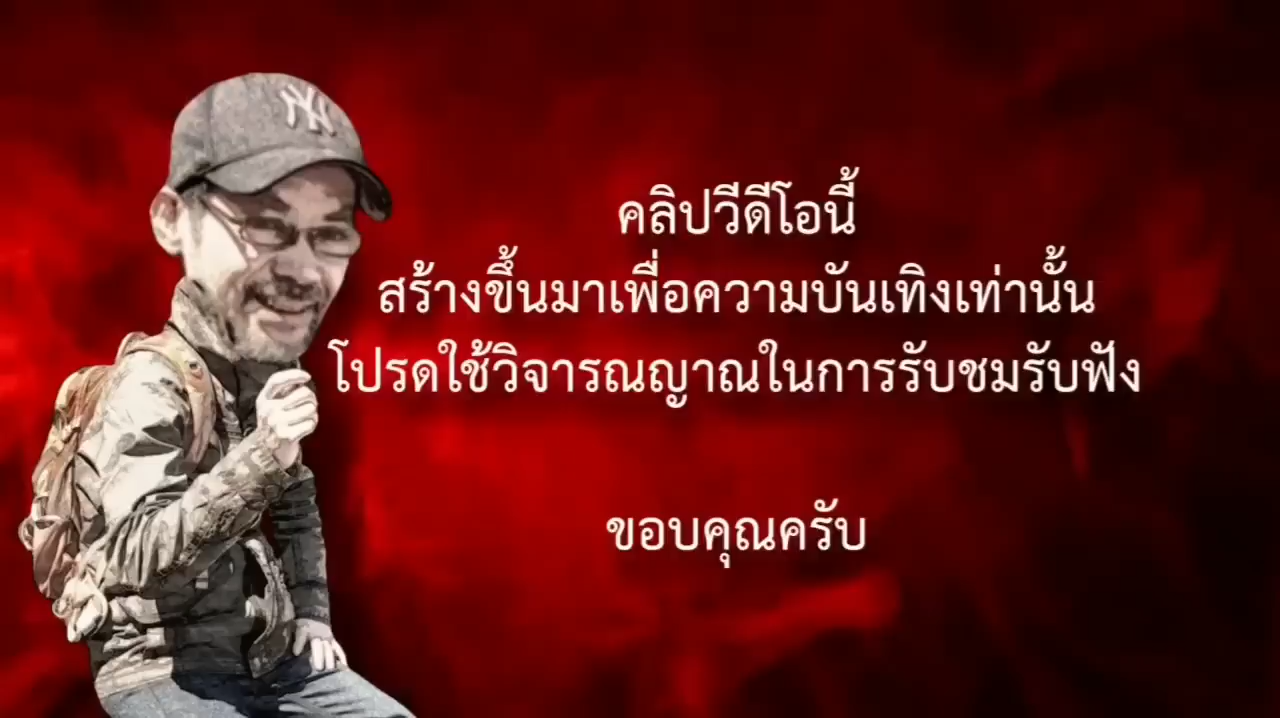 NY
คลิปวีดีโอนี้
สร้างขึ้นมาเพื่อความบันเทิงเท่านั้น
โปรดใช้วิจารณญาณในการรับชมรับฟัง
ขอบคุณครับ